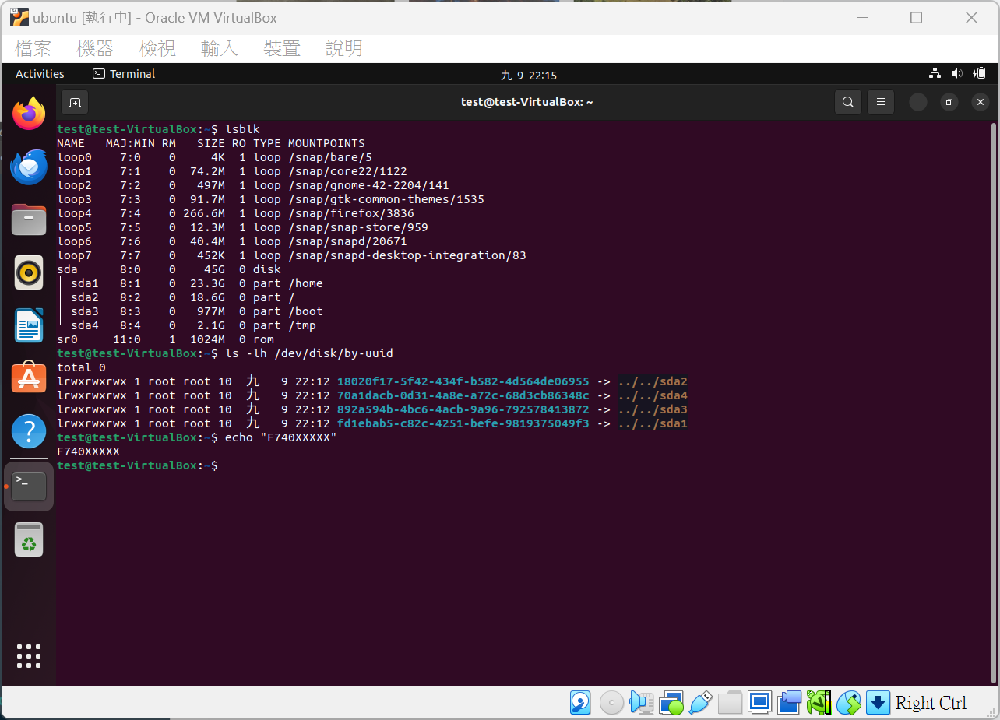 ubuntu [執行中] - Oracle VM VirtualBox
檔案 機器 檢視 輸入 裝置 說明
Activities Terminal 九 9 22:15
test@test-VirtualBox: ~
test@test-VirtualBox:~$ lsblk
NAME   MAJ:MIN RM   SIZE RO TYPE MOUNTPOINTS
loop0    7:0    0     4K  1 loop /snap/bare/5
loop1    7:1    0  74.2M  1 loop /snap/core22/1122
loop2    7:2    0   497M  1 loop /snap/gnome-42-2204/141
loop3    7:3    0  91.7M  1 loop /snap/gtk-common-themes/1535
loop4    7:4    0 266.6M  1 loop /snap/firefox/3836
loop5    7:5    0  12.3M  1 loop /snap/snap-store/959
loop6    7:6    0  40.4M  1 loop /snap/snapd/20671
loop7    7:7    0   452K  1 loop /snap/snapd-desktop-integration/83
sda      8:0    0    45G  0 disk
├─sda1   8:1    0  23.3G  0 part /home
├─sda2   8:2    0  18.6G  0 part /
├─sda3   8:3    0   977M  0 part /boot
└─sda4   8:4    0   2.1G  0 part /tmp
sr0     11:0    1  1024M  0 rom
test@test-VirtualBox:~$ ls -lh /dev/disk/by-uuid
total 0
lrwxrwxrwx 1 root root 10 九   9 22:12 18020f17-5f42-434f-b582-4d564de06955 -> ../../sda2
lrwxrwxrwx 1 root root 10 九   9 22:12 70a1dacb-0d31-4a8e-a72c-68d3cb86348c -> ../../sda4
lrwxrwxrwx 1 root root 10 九   9 22:12 892a594b-4bc6-4acb-9a96-792578413872 -> ../../sda3
lrwxrwxrwx 1 root root 10 九   9 22:12 fd1ebab5-c82c-4251-befe-9819375049f3 -> ../../sda1
test@test-VirtualBox:~$ echo "F740XXXXX"
F740XXXXX
test@test-VirtualBox:~$
Right Ctrl